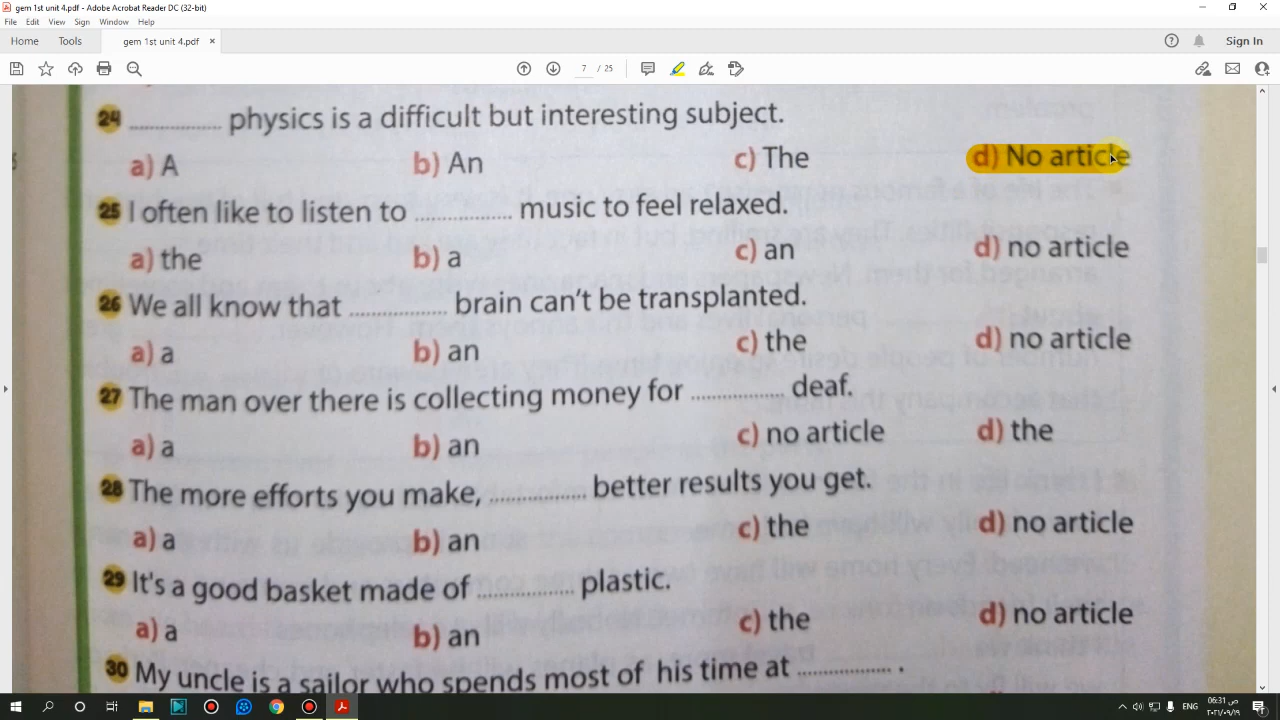 gem 1st unit 4.pdf - Adobe Acrobat Reader DC (32-bit)
File Edit View Sign Window Help
Home Tools gem 1st unit 4.pdf × Sign In
7 / 25
24 ............ physics is a difficult but interesting subject.
a) A b) An c) The d) No article
25 I often like to listen to ............ music to feel relaxed.
a) the b) a c) an d) no article
26 We all know that ............ brain can't be transplanted.
a) a b) an c) the d) no article
27 The man over there is collecting money for ............ deaf.
a) a b) an c) no article d) the
28 The more efforts you make, ............ better results you get.
a) a b) an c) the d) no article
29 It's a good basket made of ............ plastic.
a) a b) an c) the d) no article
30 My uncle is a sailor who spends most of his time at ............ .
ENG 06:31 ص
٢٠٢١/٠٩/٠٩